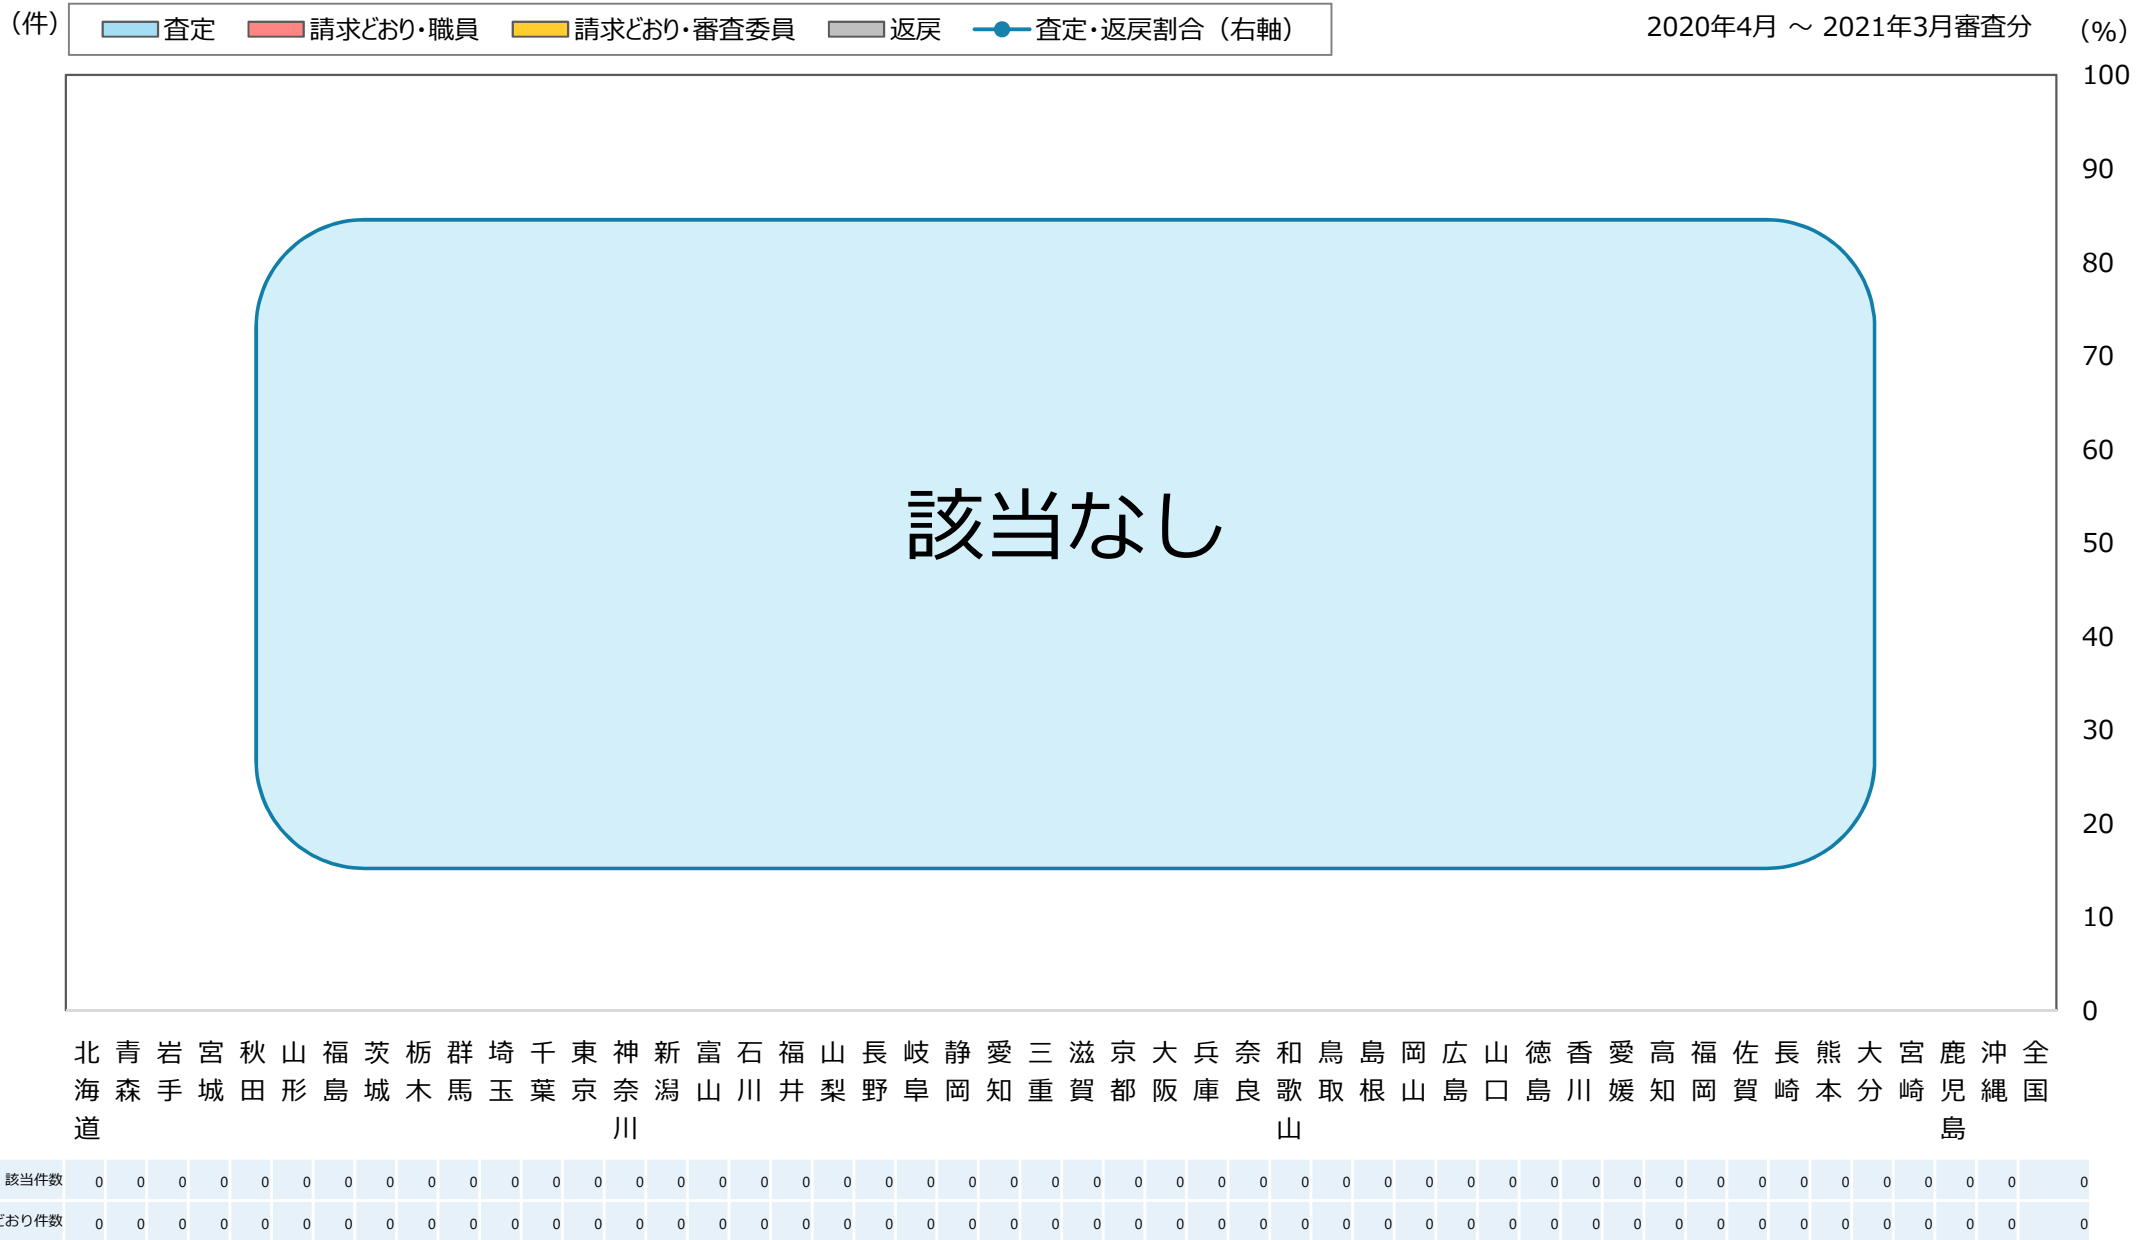 （件） 査定 請求どおり・職員 請求どおり・審査委員 返戻 査定・返戻割合（右軸） 2020年4月 ～ 2021年3月審査分 （%）
100
90
80
70
60
該当なし
50
40
30
20
10
0
北海道 青森 岩手 宮城 秋田 山形 福島 茨城 栃木 群馬 埼玉 千葉 東京 神奈川 新潟 富山 石川 福井 山梨 長野 岐阜 静岡 愛知 三重 滋賀 京都 大阪 兵庫 奈良 和歌山 鳥取 島根 岡山 広島 山口 徳島 香川 愛媛 高知 福岡 佐賀 長崎 熊本 大分 宮崎 鹿児島 沖縄 全国
該当件数 0 0 0 0 0 0 0 0 0 0 0 0 0 0 0 0 0 0 0 0 0 0 0 0 0 0 0 0 0 0 0 0 0 0 0 0 0 0 0 0 0 0 0 0 0 0 0 0
どおり件数 0 0 0 0 0 0 0 0 0 0 0 0 0 0 0 0 0 0 0 0 0 0 0 0 0 0 0 0 0 0 0 0 0 0 0 0 0 0 0 0 0 0 0 0 0 0 0 0